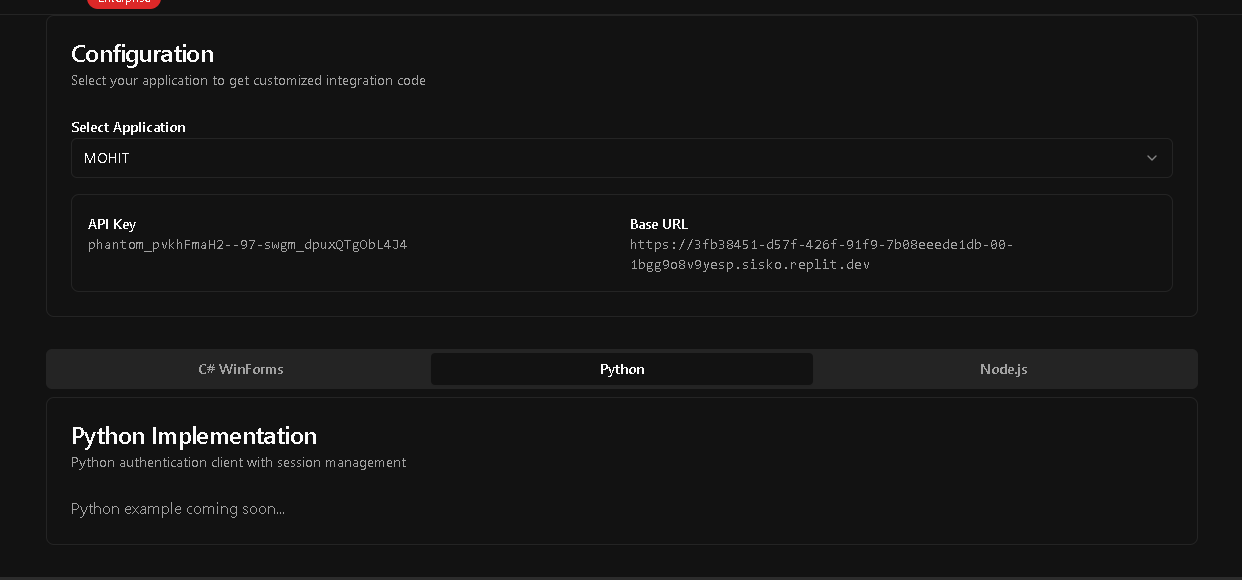 Enterprise
Configuration
Select your application to get customized integration code
Select Application
MOHIT
API Key
phantom_pvkhFmaH2--97-swgm_dpuxQTgObL4J4
Base URL
https://3fb38451-d57f-426f-91f9-7b08eeede1db-00-
1bgg9o8v9yesp.sisko.replit.dev
C# WinForms
Python
Node.js
Python Implementation
Python authentication client with session management
Python example coming soon...